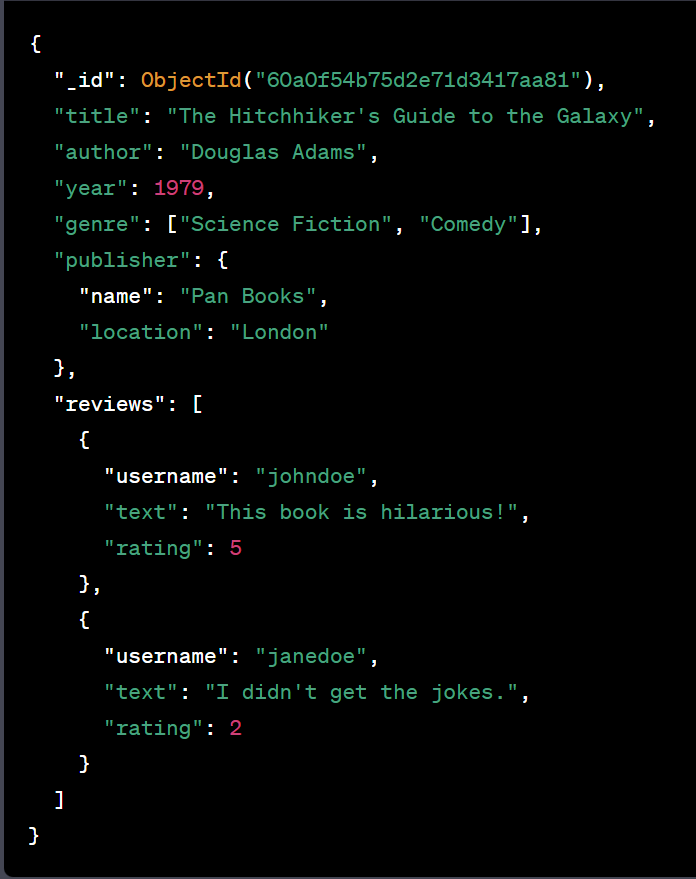 {
"_id": ObjectId("60a0f54b75d2e71d3417aa81"),
"title": "The Hitchhiker's Guide to the Galaxy",
"author": "Douglas Adams",
"year": 1979,
"genre": ["Science Fiction", "Comedy"],
"publisher": {
"name": "Pan Books",
"location": "London"
},
"reviews": [
{
"username": "johndoe",
"text": "This book is hilarious!",
"rating": 5
},
{
"username": "janedoe",
"text": "I didn't get the jokes.",
"rating": 2
}
]
}